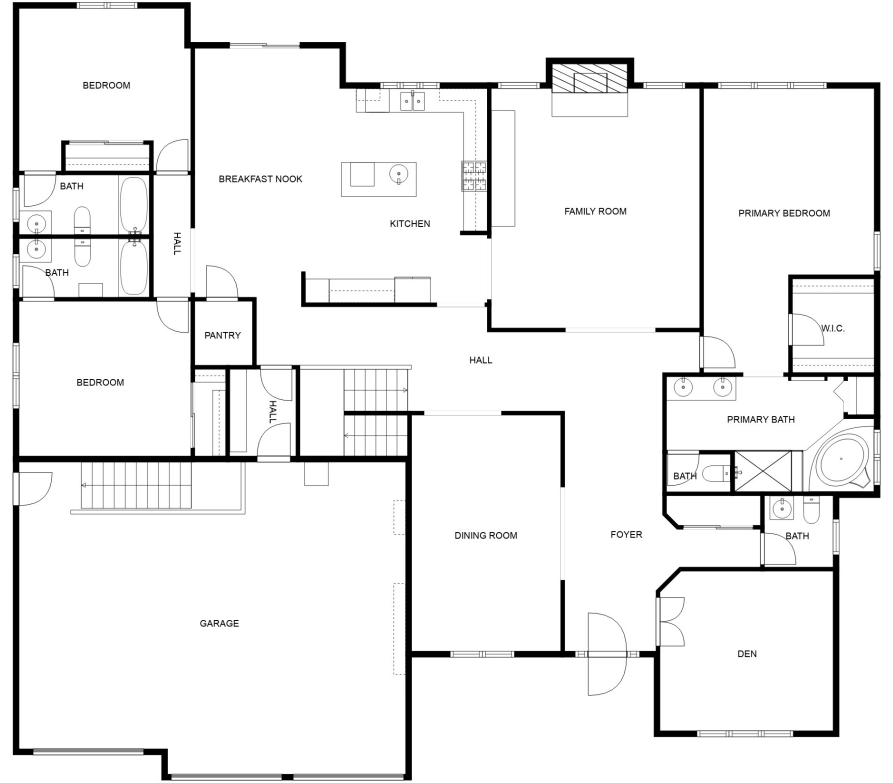 BEDROOM
BREAKFAST NOOK
BATH
FAMILY ROOM
PRIMARY BEDROOM
KITCHEN
HALL
BATH
W.I.C.
PANTRY
HALL
BEDROOM
HALL
PRIMARY BATH
BATH
DINING ROOM
FOYER
BATH
GARAGE
DEN